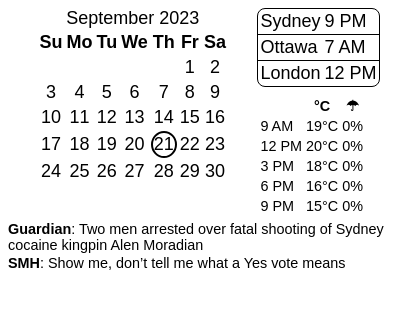 September 2023
Su Mo Tu We Th Fr Sa
1 2
3 4 5 6 7 8 9
10 11 12 13 14 15 16
17 18 19 20 21 22 23
24 25 26 27 28 29 30
Sydney 9 PM
Ottawa 7 AM
London 12 PM
°C ☂
9 AM 19°C 0%
12 PM 20°C 0%
3 PM 18°C 0%
6 PM 16°C 0%
9 PM 15°C 0%
Guardian: Two men arrested over fatal shooting of Sydney
cocaine kingpin Alen Moradian
SMH: Show me, don’t tell me what a Yes vote means